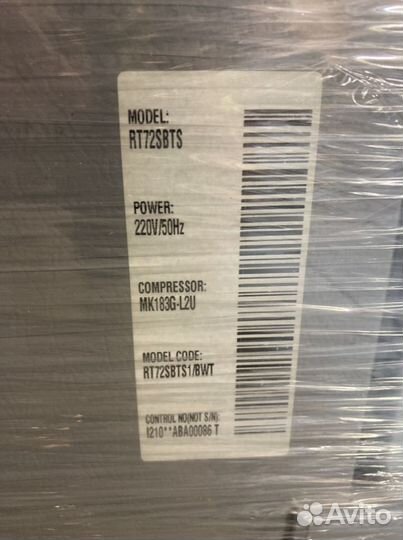 MODEL:
RT72SBTS
POWER:
220V/50Hz
COMPRESSOR:
MK183G-L2U
MODEL CODE:
RT72SBTS1/BWT
CONTROL NO(NOT S/N):
I210**ABA00086 T
Avito